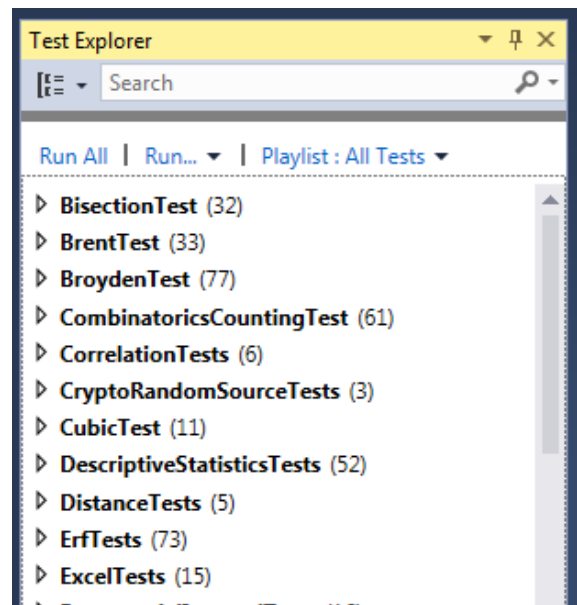 Test Explorer
Search
Run All | Run... | Playlist : All Tests
BisectionTest (32)
BrentTest (33)
BroydenTest (77)
CombinatoricsCountingTest (61)
CorrelationTests (6)
CryptoRandomSourceTests (3)
CubicTest (11)
DescriptiveStatisticsTests (52)
DistanceTests (5)
ErfTests (73)
ExcelTests (15)